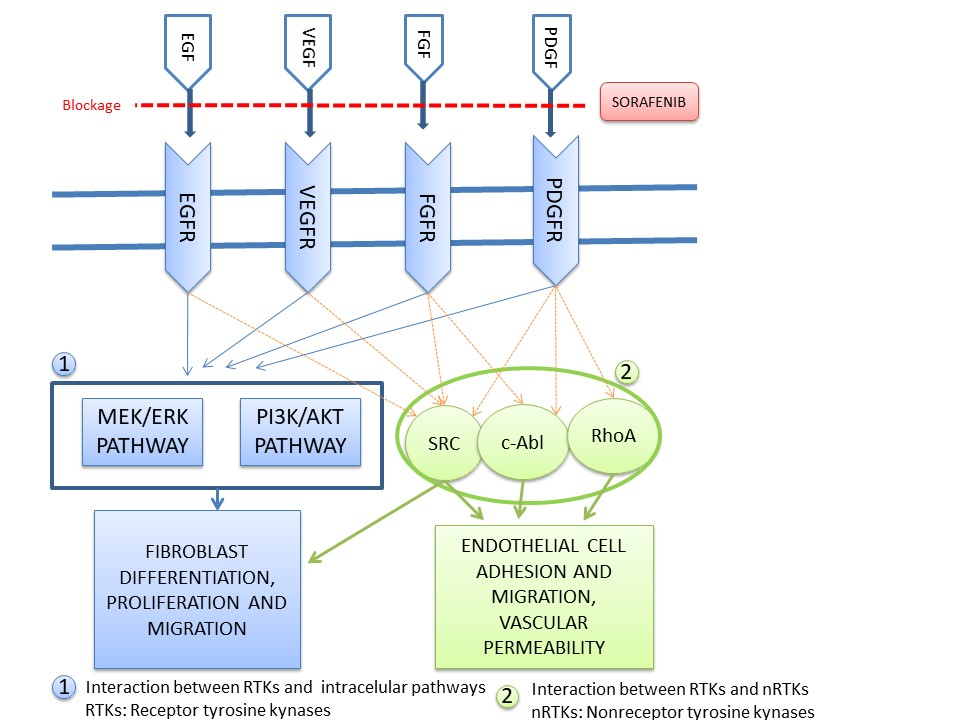 EGF
VEGF
FGF
PDGF
Blockage
SORAFENIB
EGFR
VEGFR
FGFR
PDGFR
1
2
MEK/ERK
PATHWAY
PI3K/AKT
PATHWAY
SRC
c-Abl
RhoA
FIBROBLAST
DIFFERENTIATION,
PROLIFERATION AND
MIGRATION
ENDOTHELIAL CELL
ADHESION AND
MIGRATION,
VASCULAR
PERMEABILITY
1 Interaction between RTKs and intracelular pathways
RTKs: Receptor tyrosine kynases
2 Interaction between RTKs and nRTKs
nRTKs: Nonreceptor tyrosine kynases